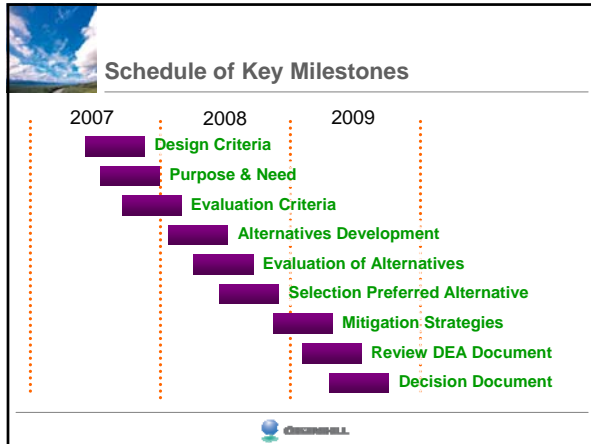 Schedule of Key Milestones
2007 2008 2009
Design Criteria
Purpose & Need
Evaluation Criteria
Alternatives Development
Evaluation of Alternatives
Selection Preferred Alternative
Mitigation Strategies
Review DEA Document
Decision Document